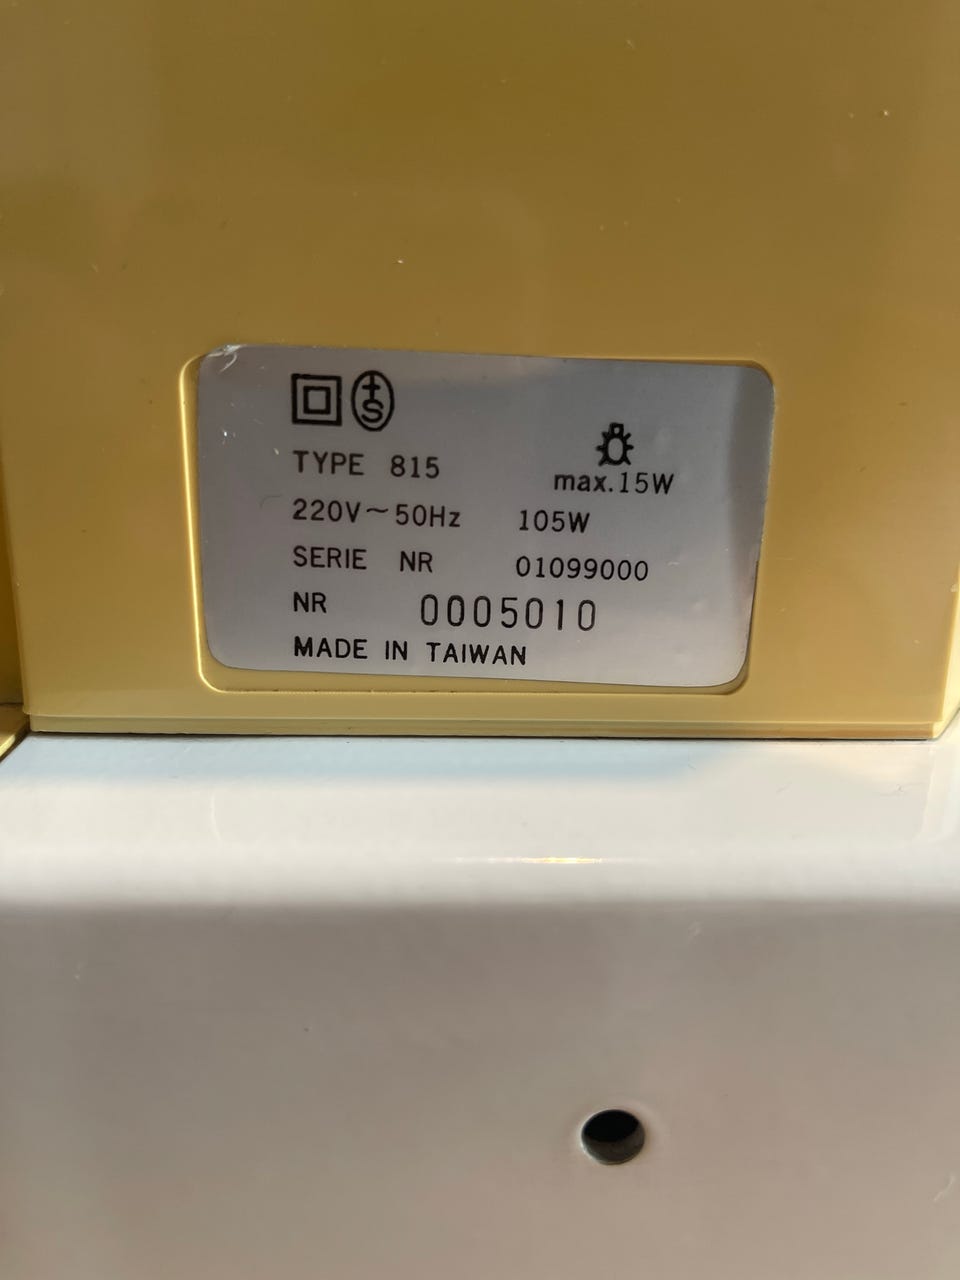 +S
TYPE 815
max.15W
220V~50Hz 105W
SERIE NR 01099000
NR 0005010
MADE IN TAIWAN